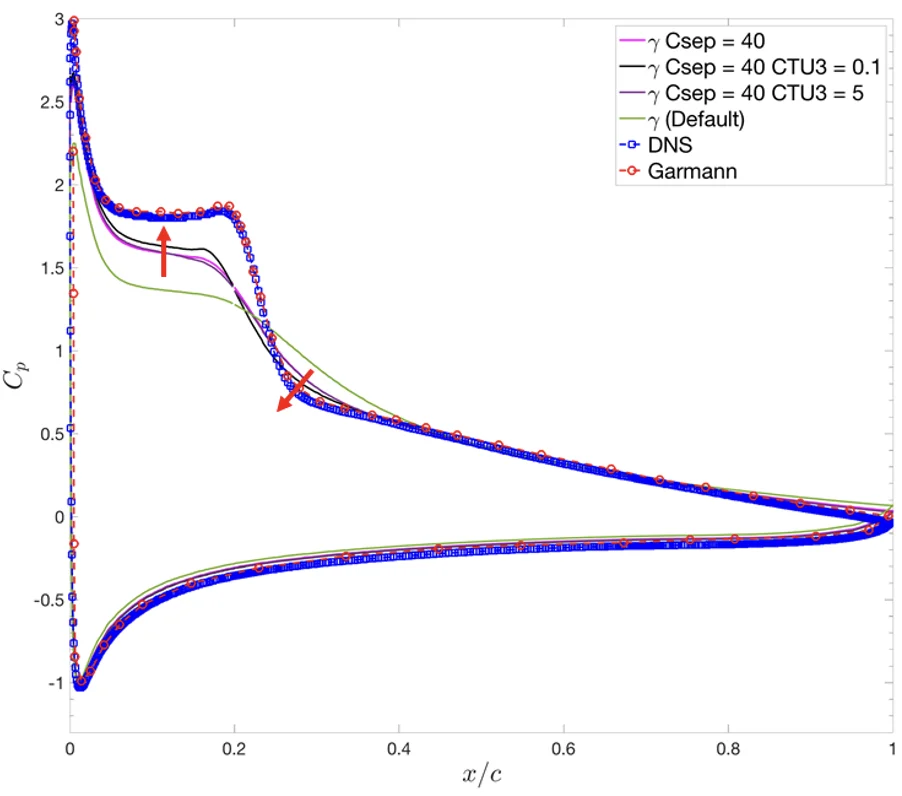 3
2.5
2
1.5
1
0.5
0
-0.5
-1
0 0.2 0.4 0.6 0.8 1
C_p
x/c
γ Csep = 40
γ Csep = 40 CTU3 = 0.1
γ Csep = 40 CTU3 = 5
γ (Default)
DNS
Garmann